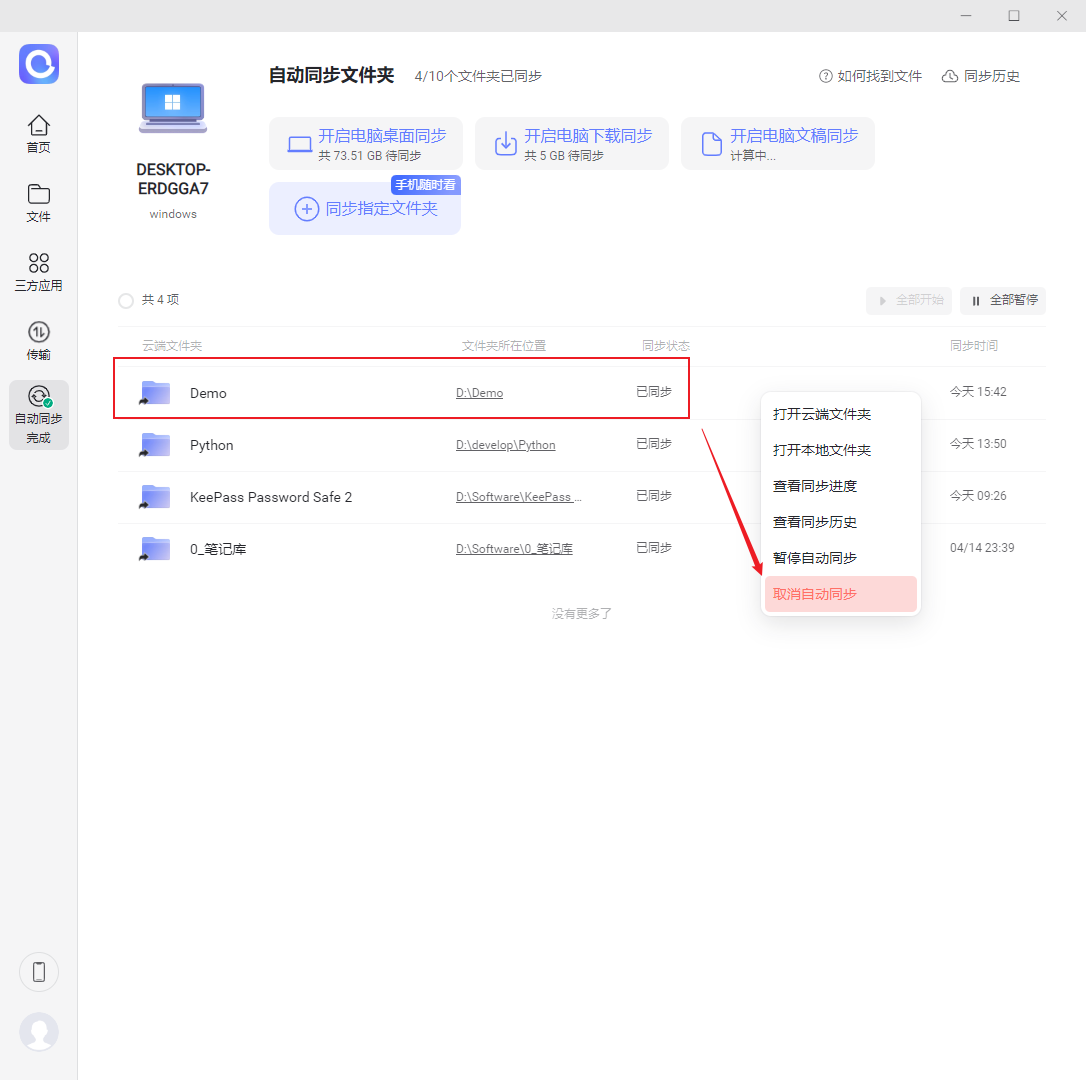 自动同步文件夹 4/10个文件夹已同步 如何找到文件 同步历史
首页
文件
三方应用
传输
自动同步
完成
DESKTOP-
ERDGGA7
windows
开启电脑桌面同步
共 73.51 GB 待同步
开启电脑下载同步
共 5 GB 待同步
开启电脑文稿同步
计算中...
手机随时看
同步指定文件夹
共 4 项 全部开始 全部暂停
云端文件夹 文件夹所在位置 同步状态 同步时间
Demo D:\Demo 已同步 今天 15:42
Python D:\develop\Python 已同步 今天 13:50
KeePass Password Safe 2 D:\Software\KeePass ... 已同步 今天 09:26
0_笔记库 D:\Software\0_笔记库 已同步 04/14 23:39
没有更多了
打开云端文件夹
打开本地文件夹
查看同步进度
查看同步历史
暂停自动同步
取消自动同步